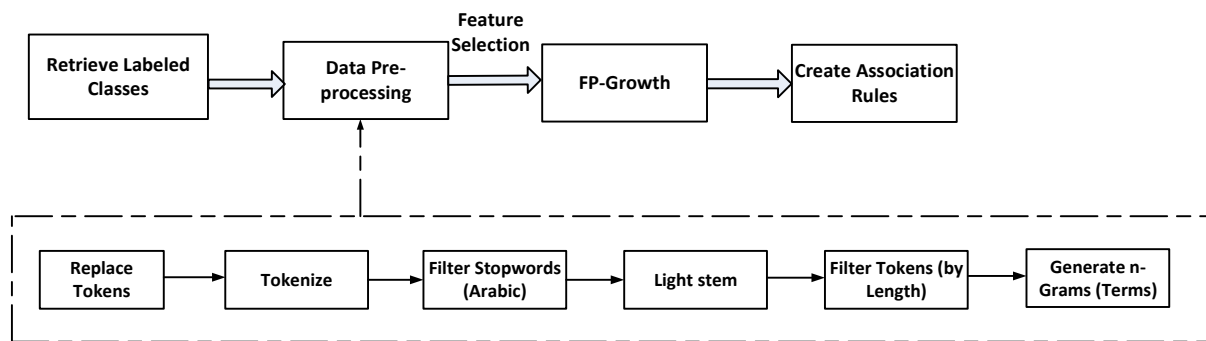 Feature
Selection
Retrieve Labeled
Classes
Data Pre-
processing
FP-Growth
Create Association
Rules
Replace
Tokens
Tokenize
Filter Stopwords
(Arabic)
Light stem
Filter Tokens (by
Length)
Generate n-
Grams (Terms)